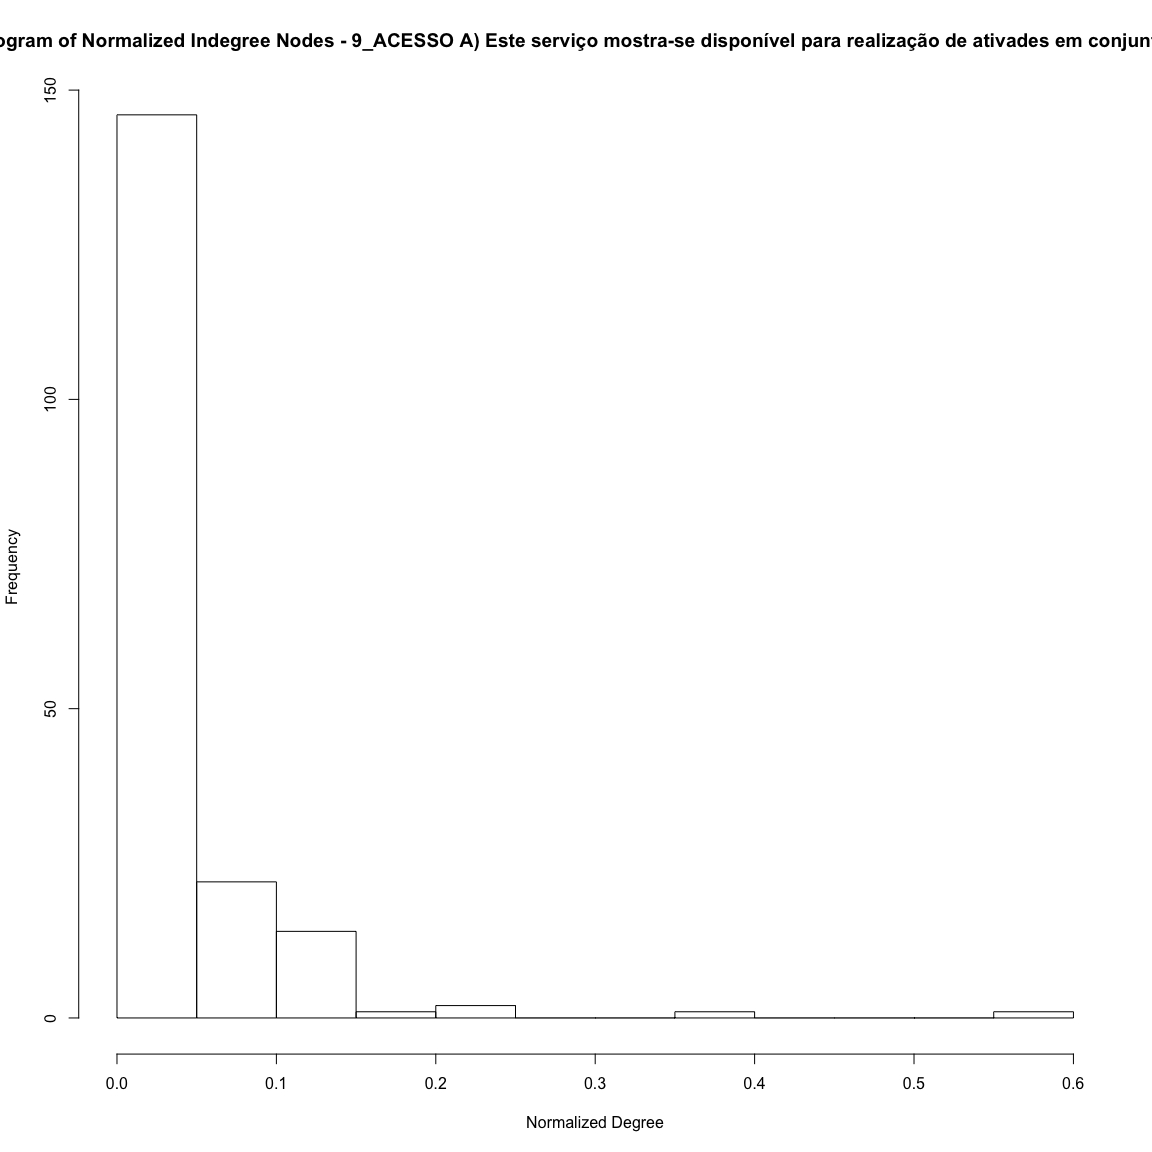 ogram of Normalized Indegree Nodes - 9_ACESSO A) Este serviço mostra-se disponível para realização de ativades em conjun
150
100
50
0
Frequency
0.0 0.1 0.2 0.3 0.4 0.5 0.6
Normalized Degree